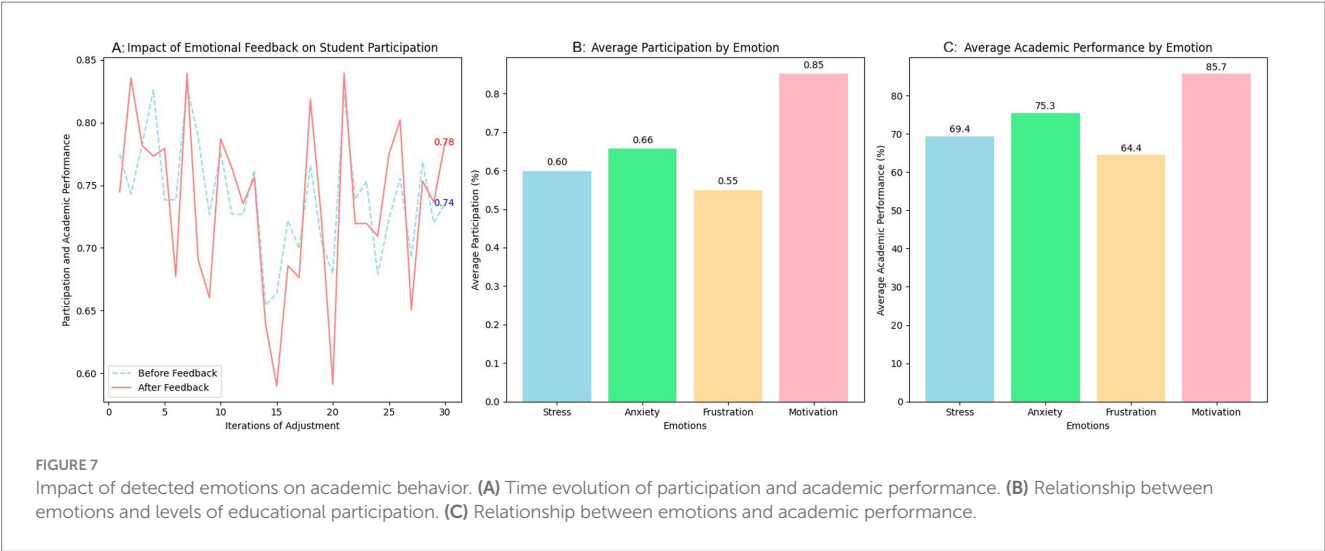 A: Impact of Emotional Feedback on Student Participation
Participation and Academic Performance
0.85
0.80
0.75
0.70
0.65
0.60
0.78
0.74
Before Feedback
After Feedback
0 5 10 15 20 25 30
Iterations of Adjustment
B: Average Participation by Emotion
Average Participation (%)
0.8
0.7
0.6
0.5
0.4
0.3
0.2
0.1
0.0
0.60
0.66
0.55
0.85
Stress Anxiety Frustration Motivation
Emotions
C: Average Academic Performance by Emotion
Average Academic Performance (%)
80
70
60
50
40
30
20
10
0
69.4
75.3
64.4
85.7
Stress Anxiety Frustration Motivation
Emotions
FIGURE 7
Impact of detected emotions on academic behavior. (A) Time evolution of participation and academic performance. (B) Relationship between
emotions and levels of educational participation. (C) Relationship between emotions and academic performance.